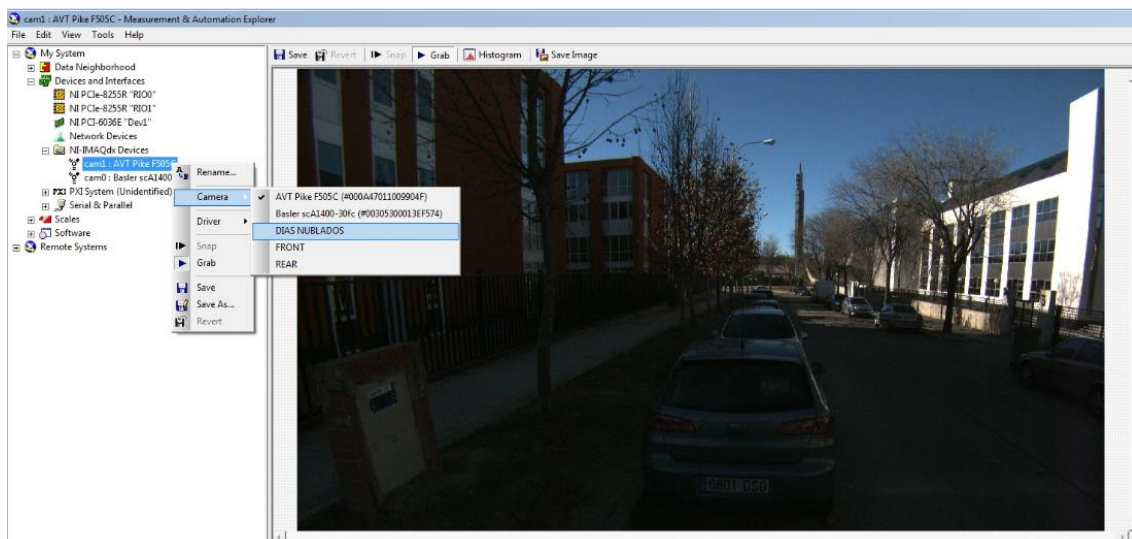 cam1 : AVT Pike F505C - Measurement & Automation Explorer
File Edit View Tools Help
My System
Data Neighborhood
Devices and Interfaces
NI PCIe-8255R "RIO0"
NI PCIe-8255R "RIO1"
NI PCI-6036E "Dev1"
Network Devices
NI-IMAQdx Devices
cam1 : AVT Pike F505C
cam0 : Basler scA1400
PXI System (Unidentified)
Serial & Parallel
Scales
Software
Remote Systems
Rename...
Camera
Driver
Snap
Grab
Save
Save As...
Revert
AVT Pike F505C (#000A47011009904F)
Basler scA1400-30fc (#00305300013EF574)
DIAS NUBLADOS
FRONT
REAR
Save Revert Snap Grab Histogram Save Image